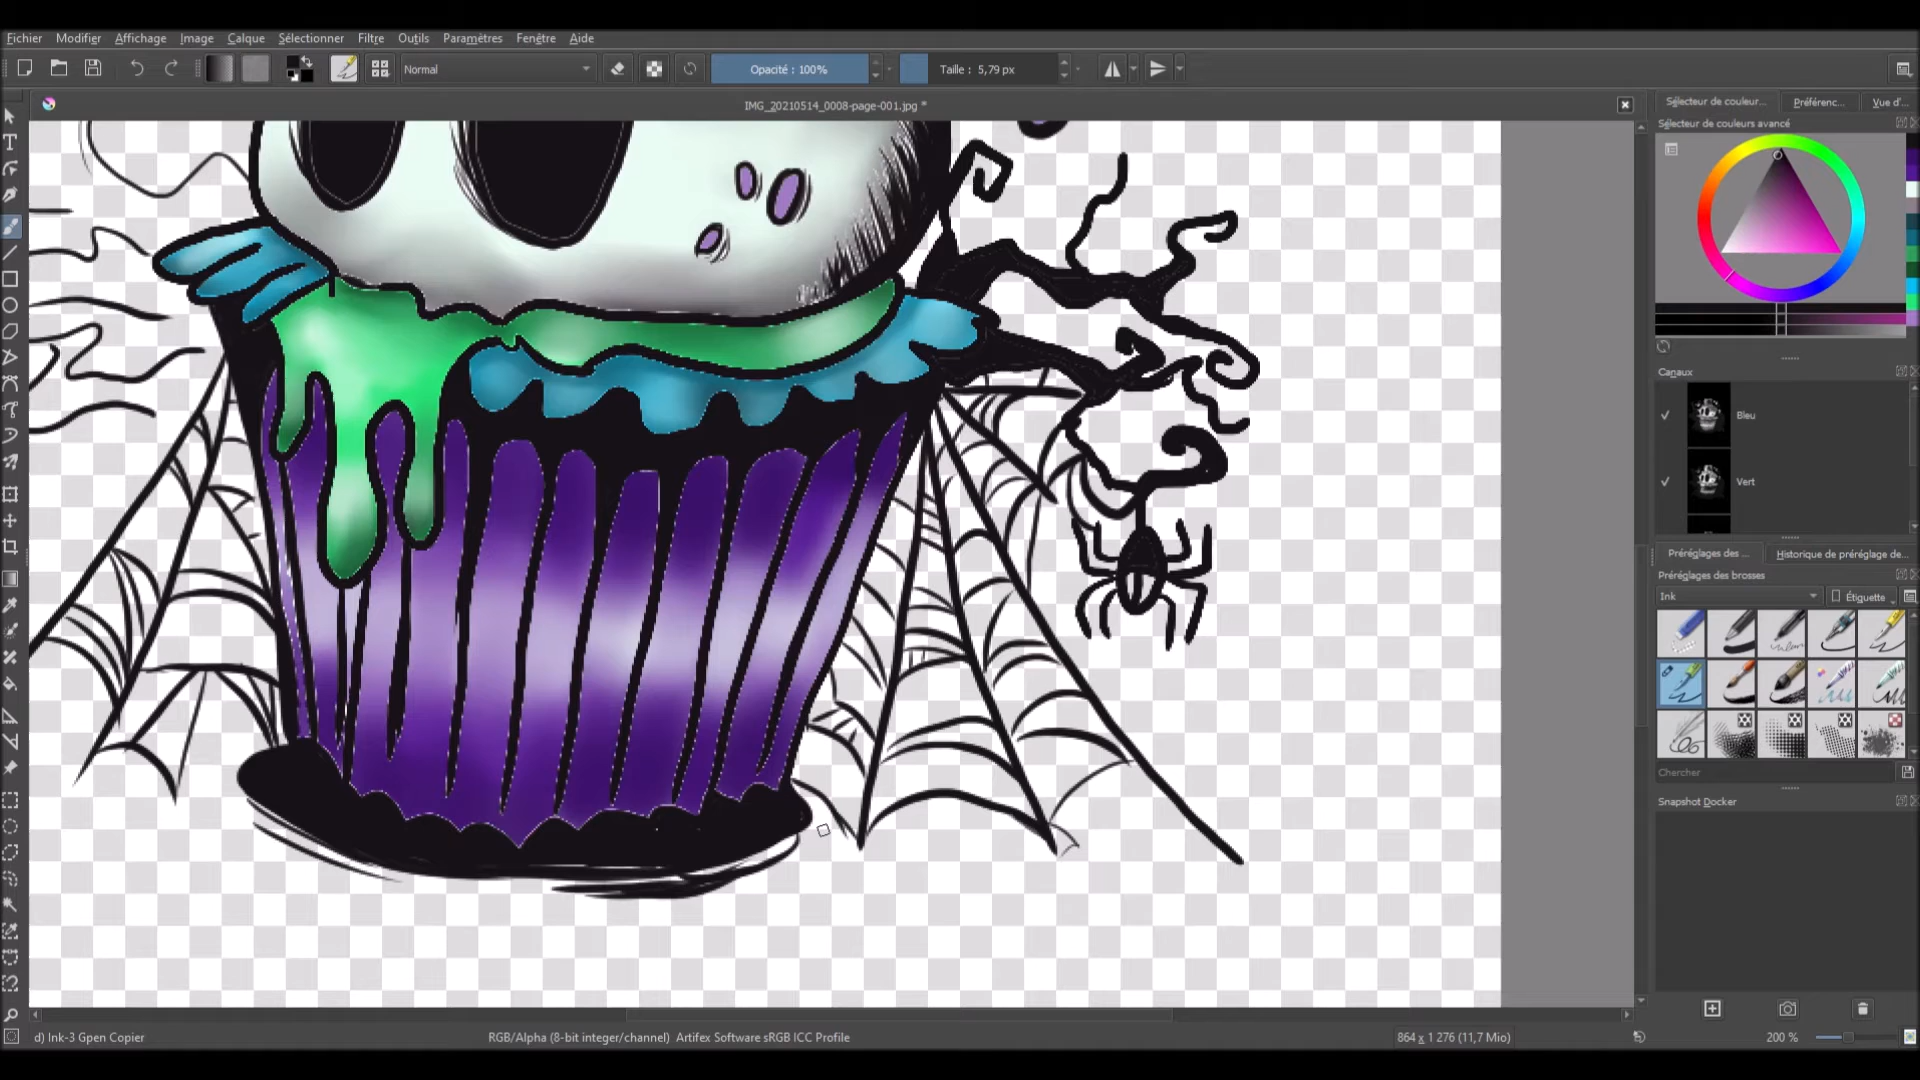 Fichier Modifier Affichage Image Calque Sélectionner Filtre Outils Paramètres Fenêtre Aide
Normal Opacité : 100% Taille : 5,79 px
IMG_20210514_0008-page-001.jpg *
Sélecteur de couleur... Préférenc... Vue d'...
Sélecteur de couleurs avancé
Canaux
Bleu
Vert
Préréglages des ... Historique de préréglage de...
Préréglages des brosses
Ink Étiquette
Chercher
Snapshot Docker
d) Ink-3 Gpen Copier RGB/Alpha (8-bit integer/channel) Artifex Software sRGB ICC Profile 864 x 1 276 (11,7 Mio) 200 %